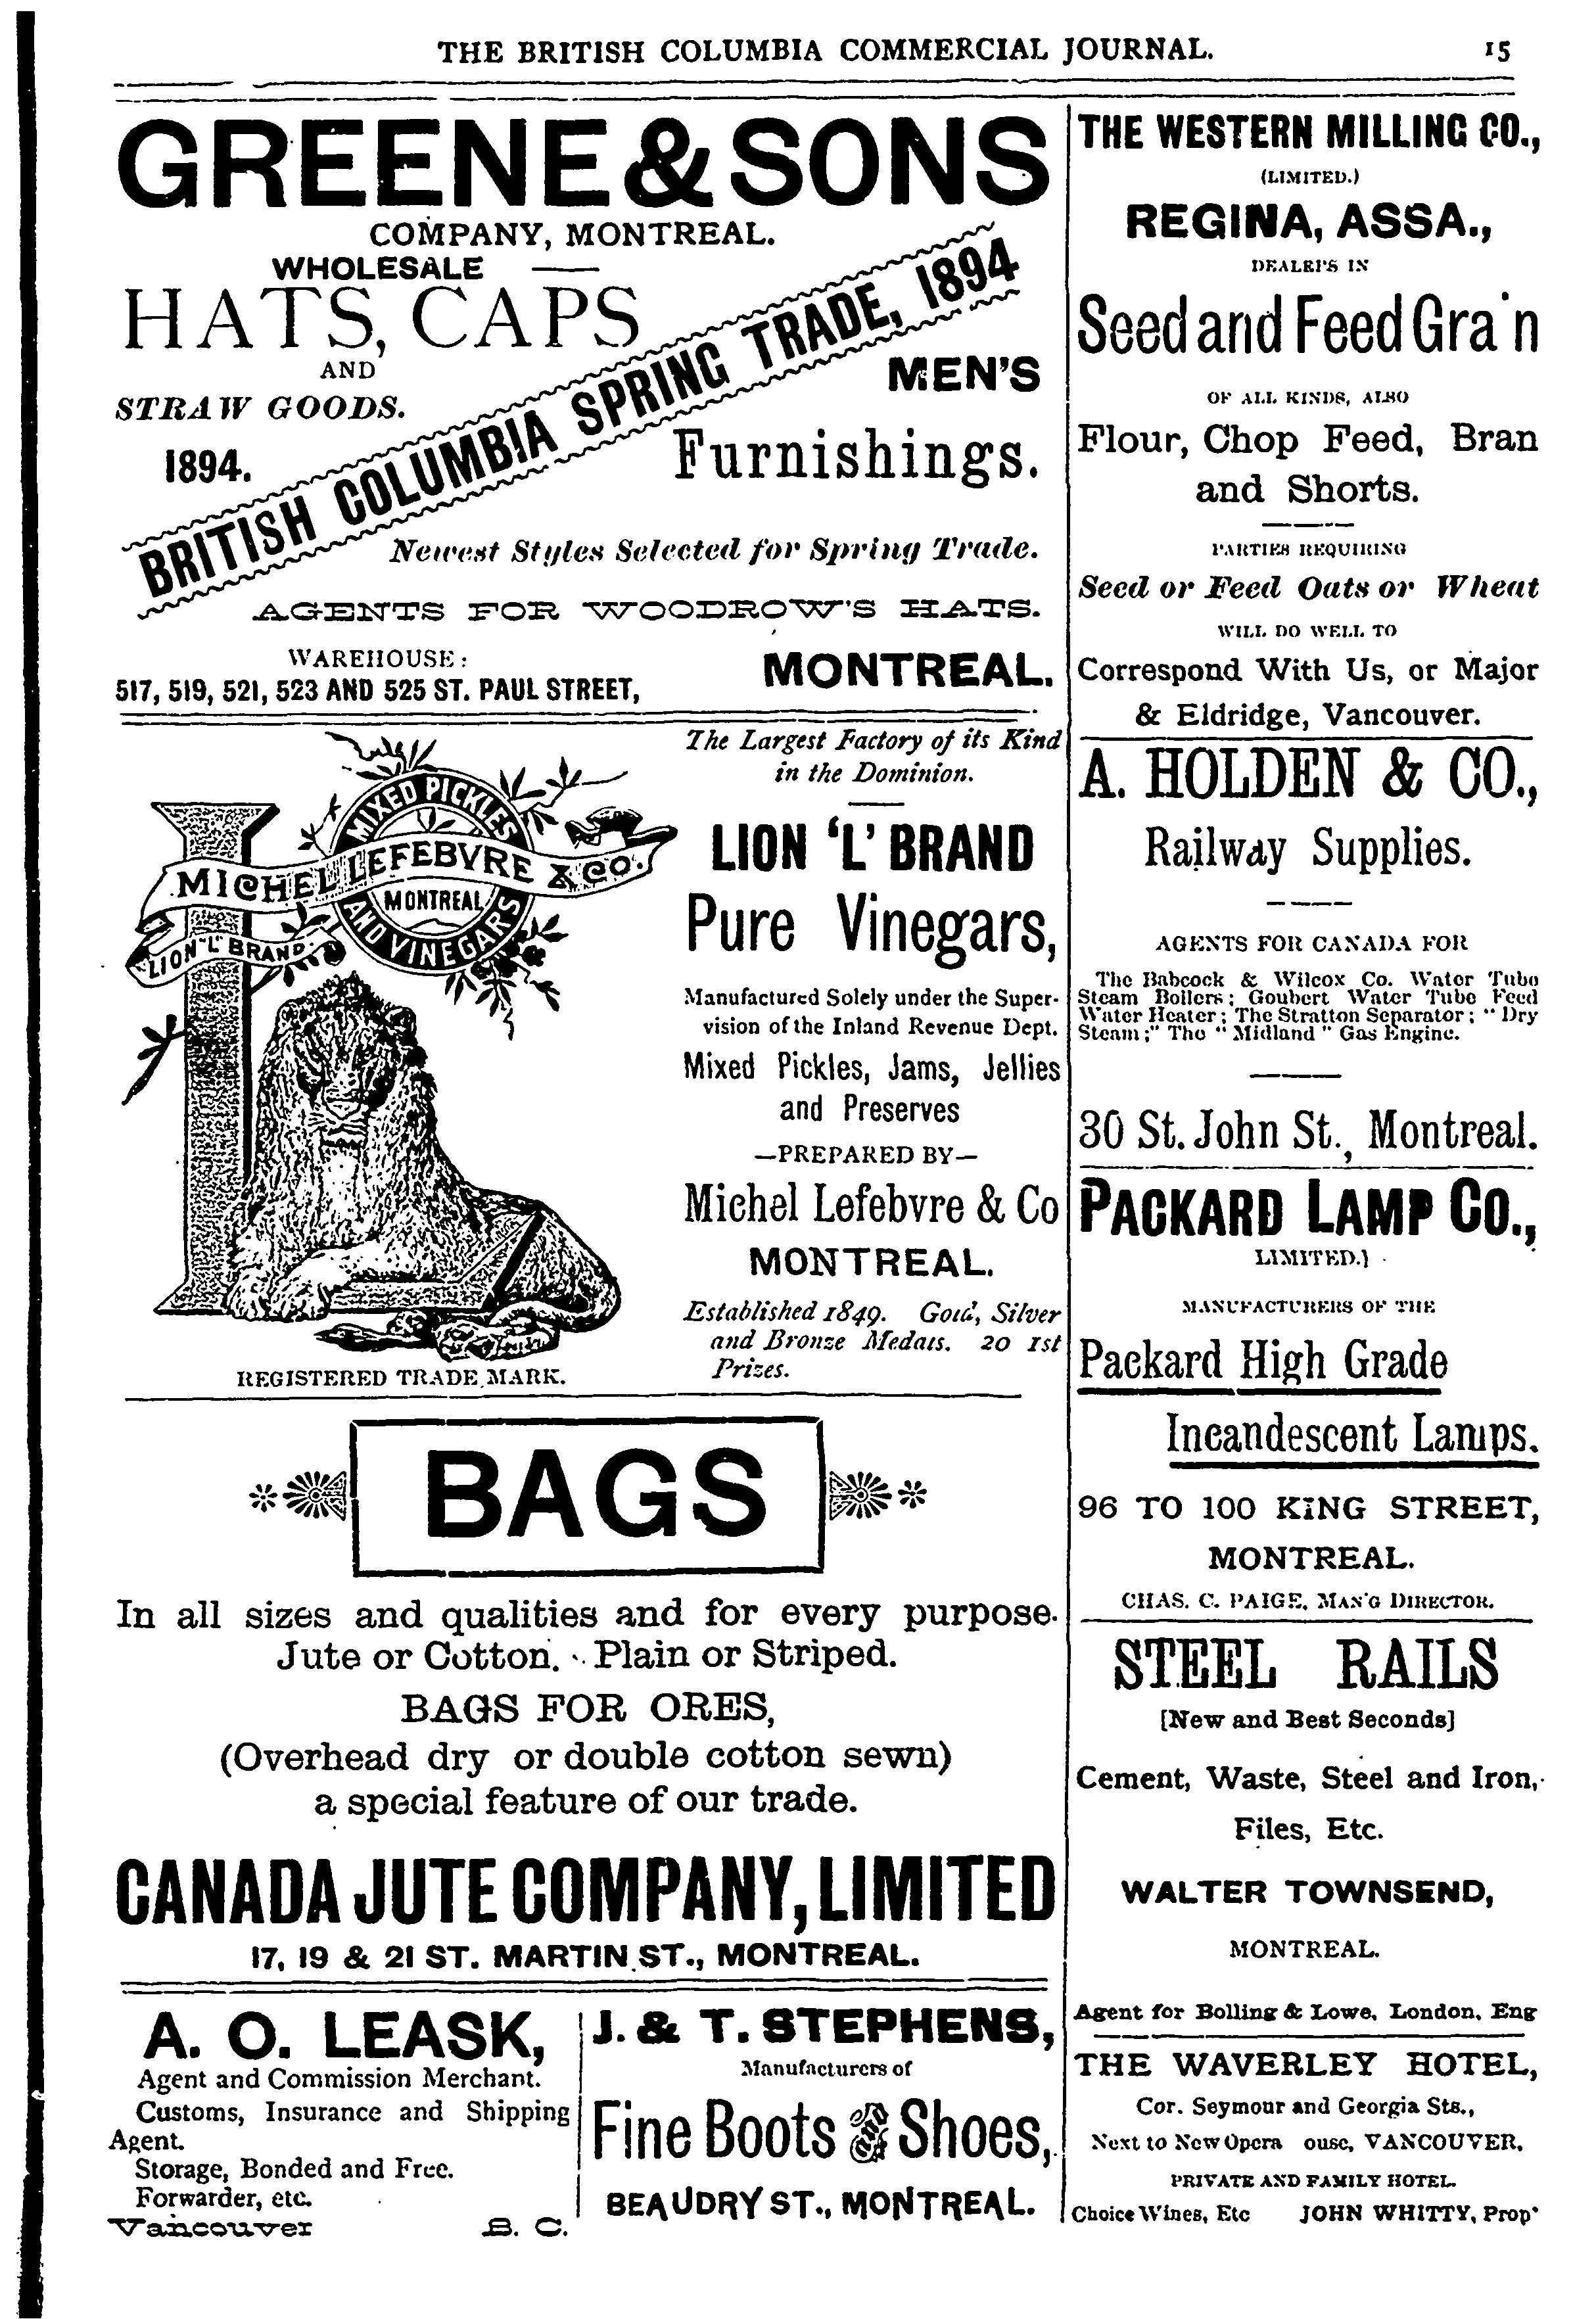 THE BRITISH COLUMBIA COMMERCIAL JOURNAL. 15
GREENE & SONS
COMPANY, MONTREAL.
WHOLESALE
HATS, CAPS
AND
STRAW GOODS.
1894.
BRITISH COLUMBIA SPRING TRADE, 1894
MEN'S
Furnishings.
Newest Styles Selected for Spring Trade.
AGENTS FOR WOODROW'S HATS.
WAREHOUSE:
517, 519, 521, 523 AND 525 ST. PAUL STREET,
MONTREAL.
MIXED PICKLES
MICHEL LEFEBVRE & CO.
MONTREAL
AND VINEGARS
LION "L" BRAND.
REGISTERED TRADE MARK.
The Largest Factory of its Kind
in the Dominion.
LION 'L' BRAND
Pure Vinegars,
Manufactured Solely under the Super-
vision of the Inland Revenue Dept.
Mixed Pickles, Jams, Jellies
and Preserves
—PREPARED BY—
Michel Lefebvre & Co
MONTREAL.
Established 1849. Gold, Silver
and Bronze Medals. 20 1st
Prizes.
BAGS
In all sizes and qualities and for every purpose.
Jute or Cotton. Plain or Striped.
BAGS FOR ORES,
(Overhead dry or double cotton sewn)
a special feature of our trade.
CANADA JUTE COMPANY, LIMITED
17, 19 & 21 ST. MARTIN ST., MONTREAL.
A. O. LEASK,
Agent and Commission Merchant.
Customs, Insurance and Shipping
Agent.
Storage, Bonded and Free.
Forwarder, etc.
Vancouver B. C.
J. & T. STEPHENS,
Manufacturers of
Fine Boots & Shoes,
BEAUDRY ST., MONTREAL.
THE WESTERN MILLING CO.,
(LIMITED.)
REGINA, ASSA.,
DEALERS IN
Seed and Feed Gra n
OF ALL KINDS, ALSO
Flour, Chop Feed, Bran
and Shorts.
PARTIES REQUIRING
Seed or Feed Oats or Wheat
WILL DO WELL TO
Correspond With Us, or Major
& Eldridge, Vancouver.
A. HOLDEN & CO.,
Railway Supplies.
AGENTS FOR CANADA FOR
The Babcock & Wilcox Co. Water Tube
Steam Boilers; Goubert Water Tube Feed
Water Heater; The Stratton Separator; "Dry
Steam;" The "Midland" Gas Engine.
30 St. John St., Montreal.
PACKARD LAMP CO.,
LIMITED.)
MANUFACTURERS OF THE
Packard High Grade
Incandescent Lamps.
96 TO 100 KING STREET,
MONTREAL.
CHAS. C. PAIGE, MAN'G DIRECTOR.
STEEL RAILS
[New and Best Seconds]
Cement, Waste, Steel and Iron,
Files, Etc.
WALTER TOWNSEND,
MONTREAL.
Agent for Bolling & Lowe, London, Eng
THE WAVERLEY HOTEL,
Cor. Seymour and Georgia Sts.,
Next to New Opera ouse, VANCOUVER.
PRIVATE AND FAMILY HOTEL.
Choice Wines, Etc JOHN WHITTY, Prop'